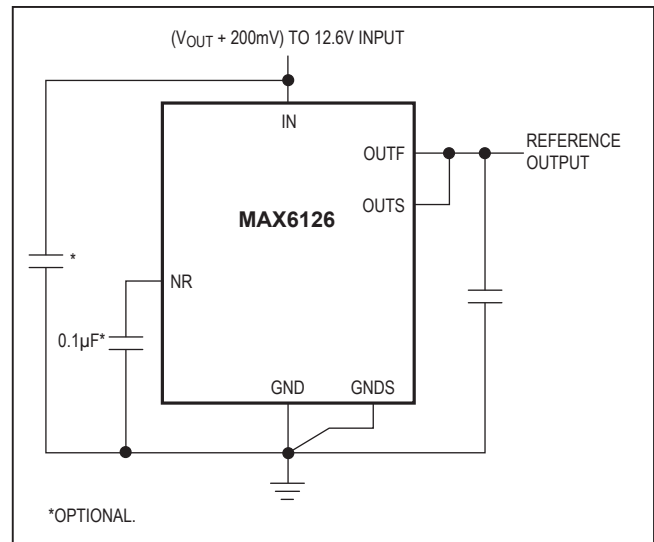 (VOUT + 200mV) TO 12.6V INPUT
IN
OUTF
REFERENCE
OUTPUT
OUTS
MAX6126
*
NR
0.1µF*
GND
GNDS
*OPTIONAL.